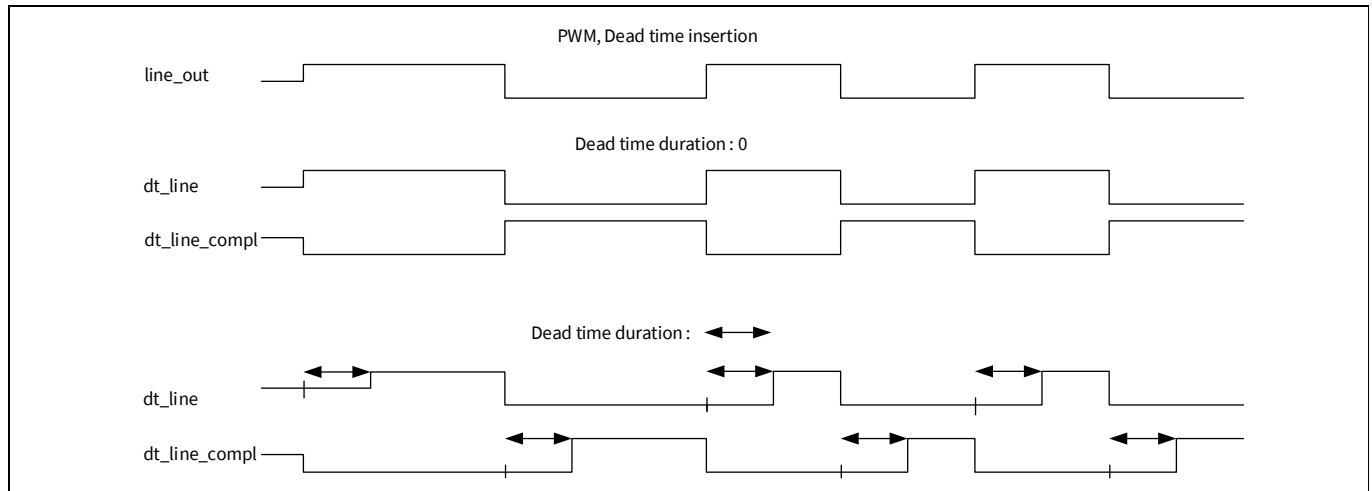 PWM, Dead time insertion
line_out
Dead time duration : 0
dt_line
dt_line_compl
Dead time duration :
dt_line
dt_line_compl